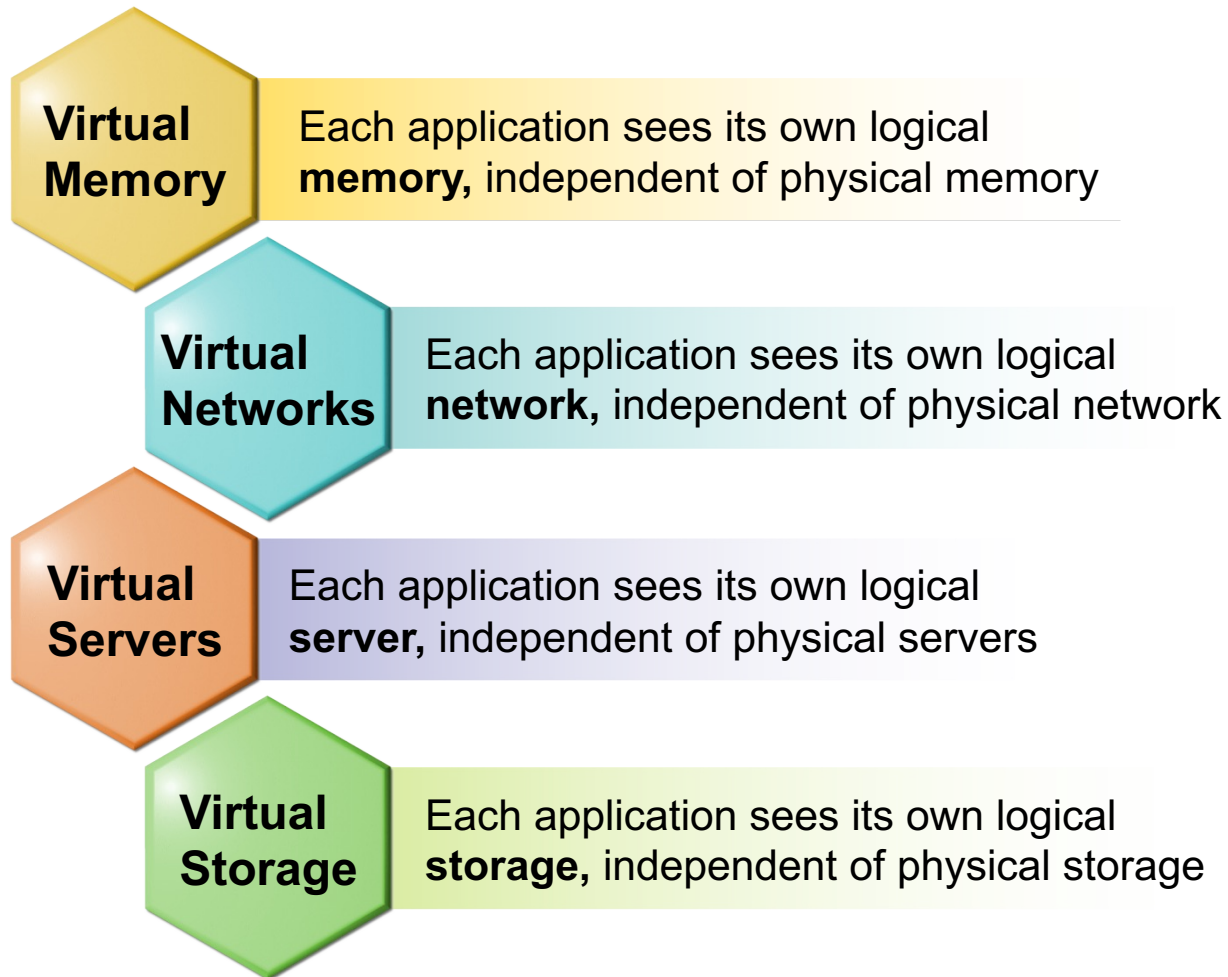 Virtual
Memory
Each application sees its own logical
memory, independent of physical memory
Virtual
Networks
Each application sees its own logical
network, independent of physical network
Virtual
Servers
Each application sees its own logical
server, independent of physical servers
Virtual
Storage
Each application sees its own logical
storage, independent of physical storage